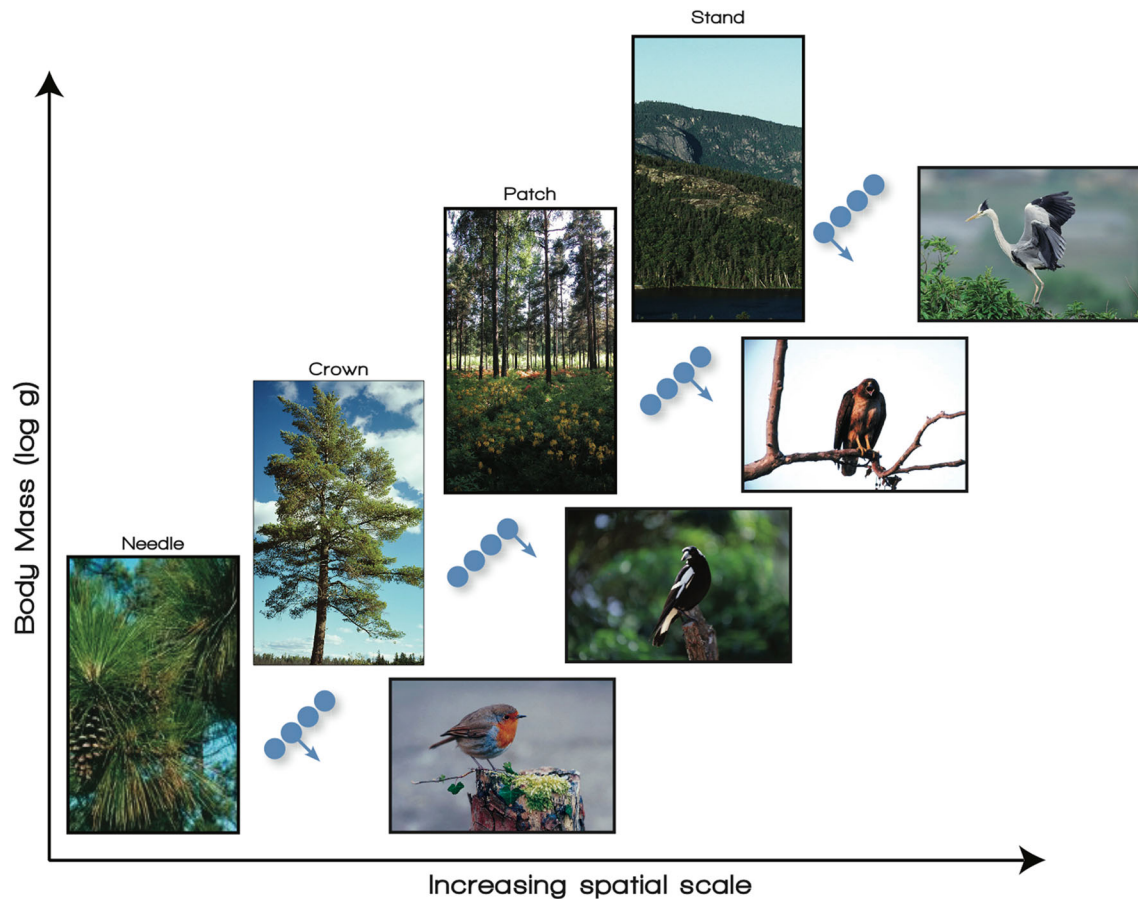 Stand
Patch
Crown
Needle
Body Mass (log g)
Increasing spatial scale